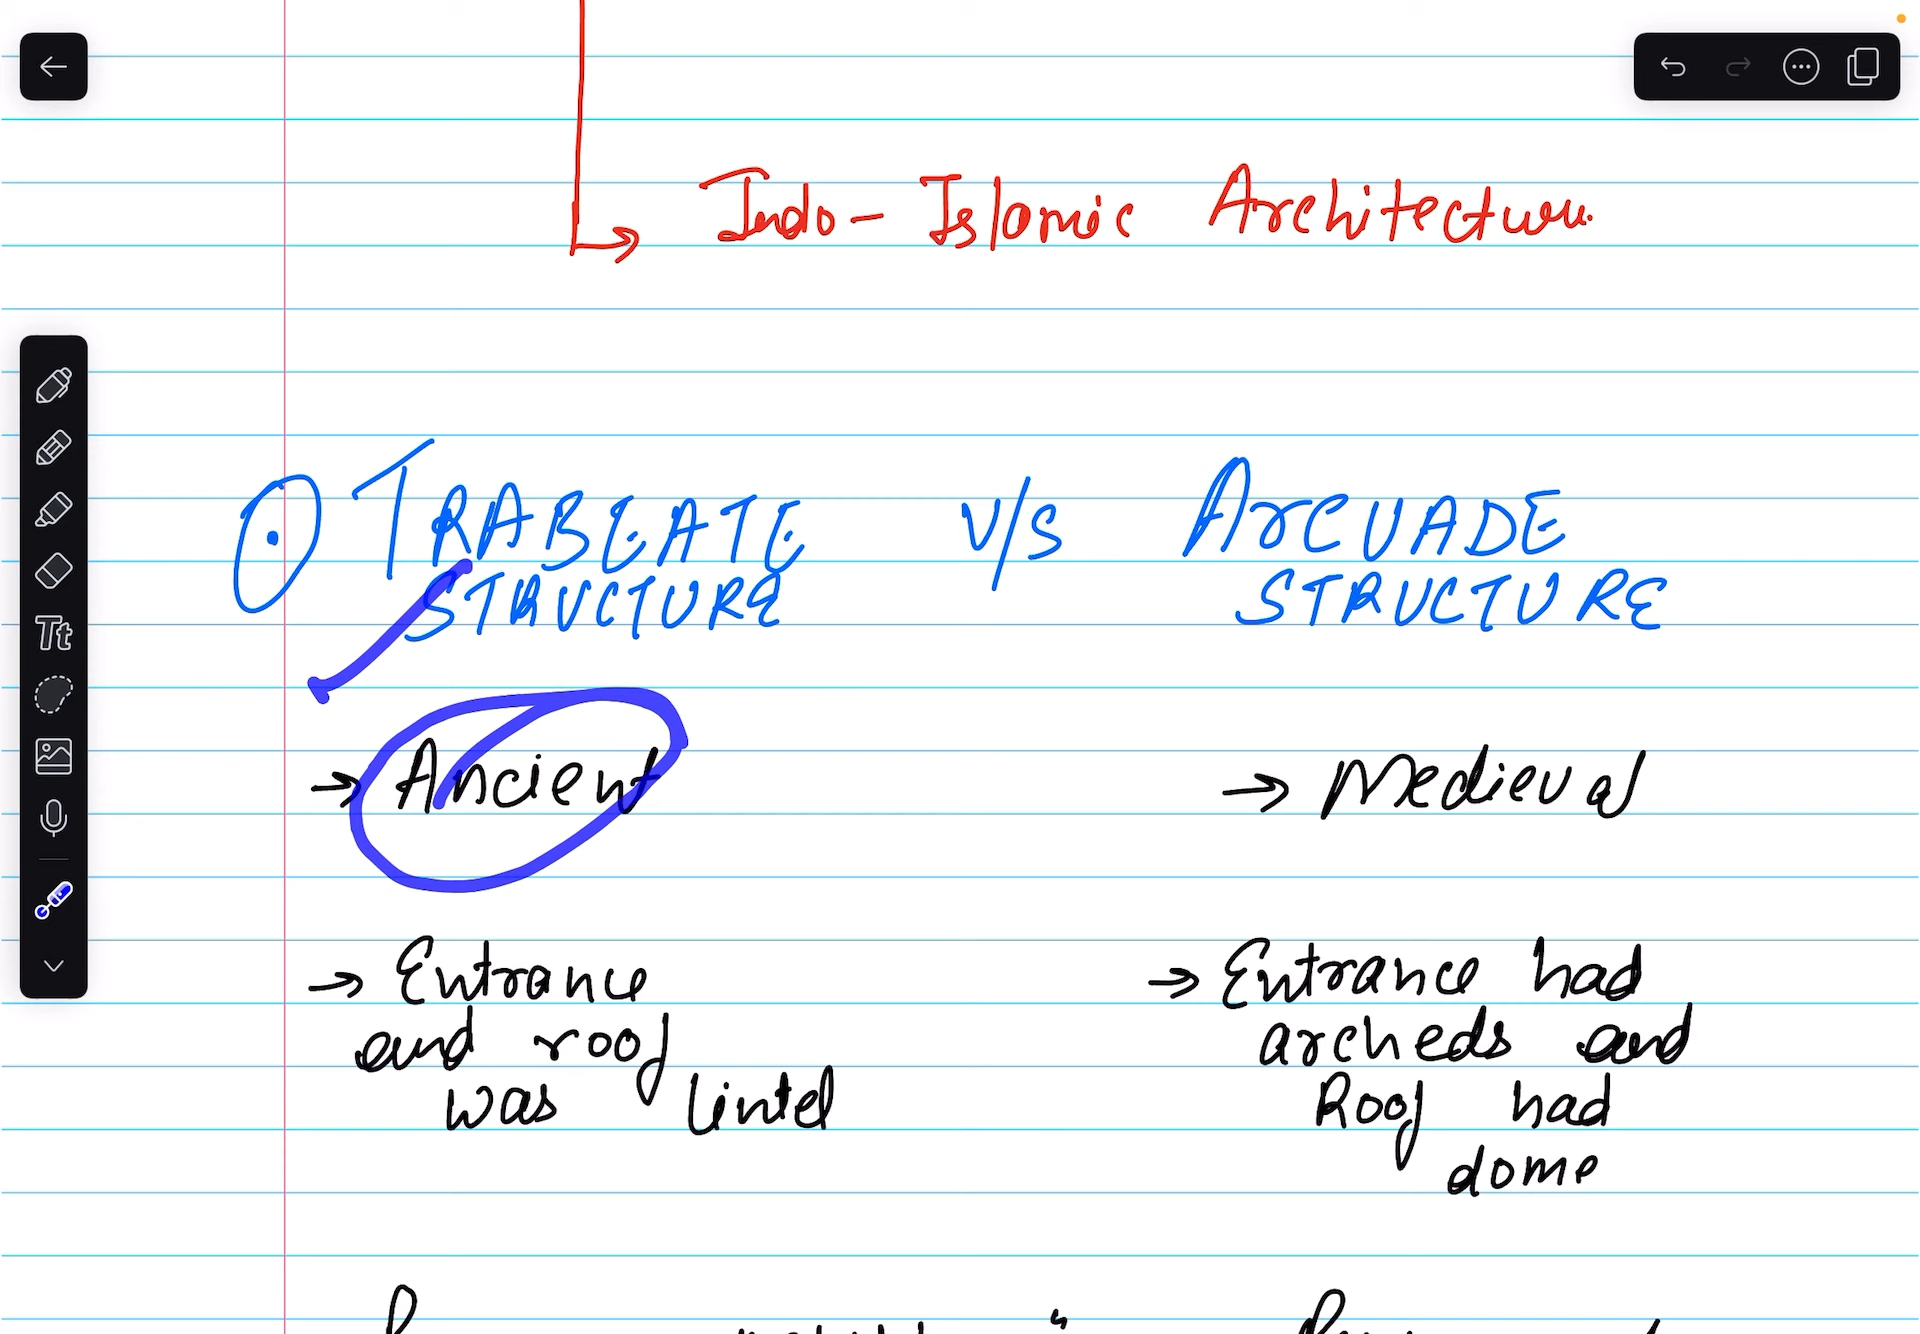 Indo-Islamic Architecture.
TRABEATE v/s ArCUADE
STRUCTURE STRUCTURE
→ Ancient → Medieval
→ Entrance → Entrance had
and roof archeds and
was lintel Roof had
dome
Tt